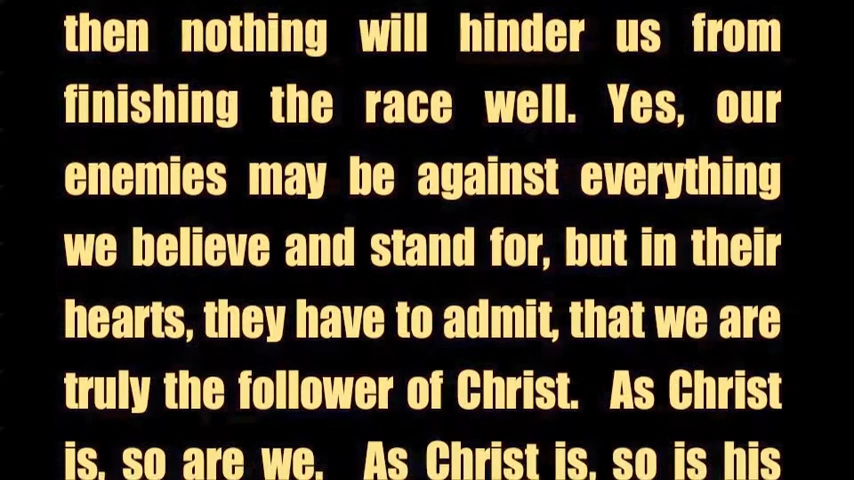 then nothing will hinder us from
finishing the race well. Yes, our
enemies may be against everything
we believe and stand for, but in their
hearts, they have to admit, that we are
truly the follower of Christ. As Christ
is, so are we. As Christ is, so is his